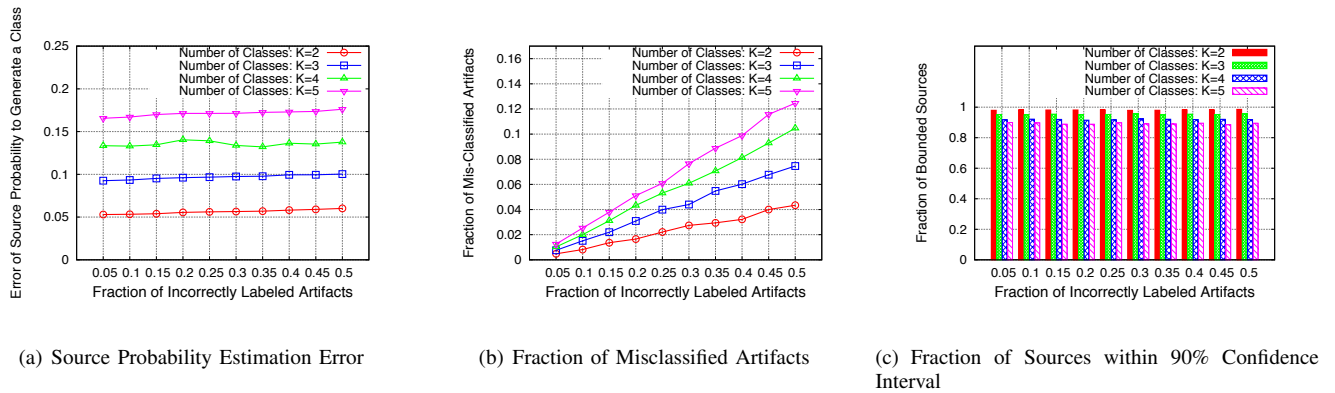 Error of Source Probability to Generate a Class
0.25
0.2
0.15
0.1
0.05
0
Number of Classes: K=2
Number of Classes: K=3
Number of Classes: K=4
Number of Classes: K=5
0.05 0.1 0.15 0.2 0.25 0.3 0.35 0.4 0.45 0.5
Fraction of Incorrectly Labeled Artifacts
(a) Source Probability Estimation Error
Fraction of Mis-Classified Artifacts
0.16
0.14
0.12
0.1
0.08
0.06
0.04
0.02
0
Number of Classes: K=2
Number of Classes: K=3
Number of Classes: K=4
Number of Classes: K=5
0.05 0.1 0.15 0.2 0.25 0.3 0.35 0.4 0.45 0.5
Fraction of Incorrectly Labeled Artifacts
(b) Fraction of Misclassified Artifacts
Fraction of Bounded Sources
1
0.8
0.6
0.4
0.2
0
Number of Classes: K=2
Number of Classes: K=3
Number of Classes: K=4
Number of Classes: K=5
0.05 0.1 0.15 0.2 0.25 0.3 0.35 0.4 0.45 0.5
Fraction of Incorrectly Labeled Artifacts
(c) Fraction of Sources within 90% Confidence
Interval